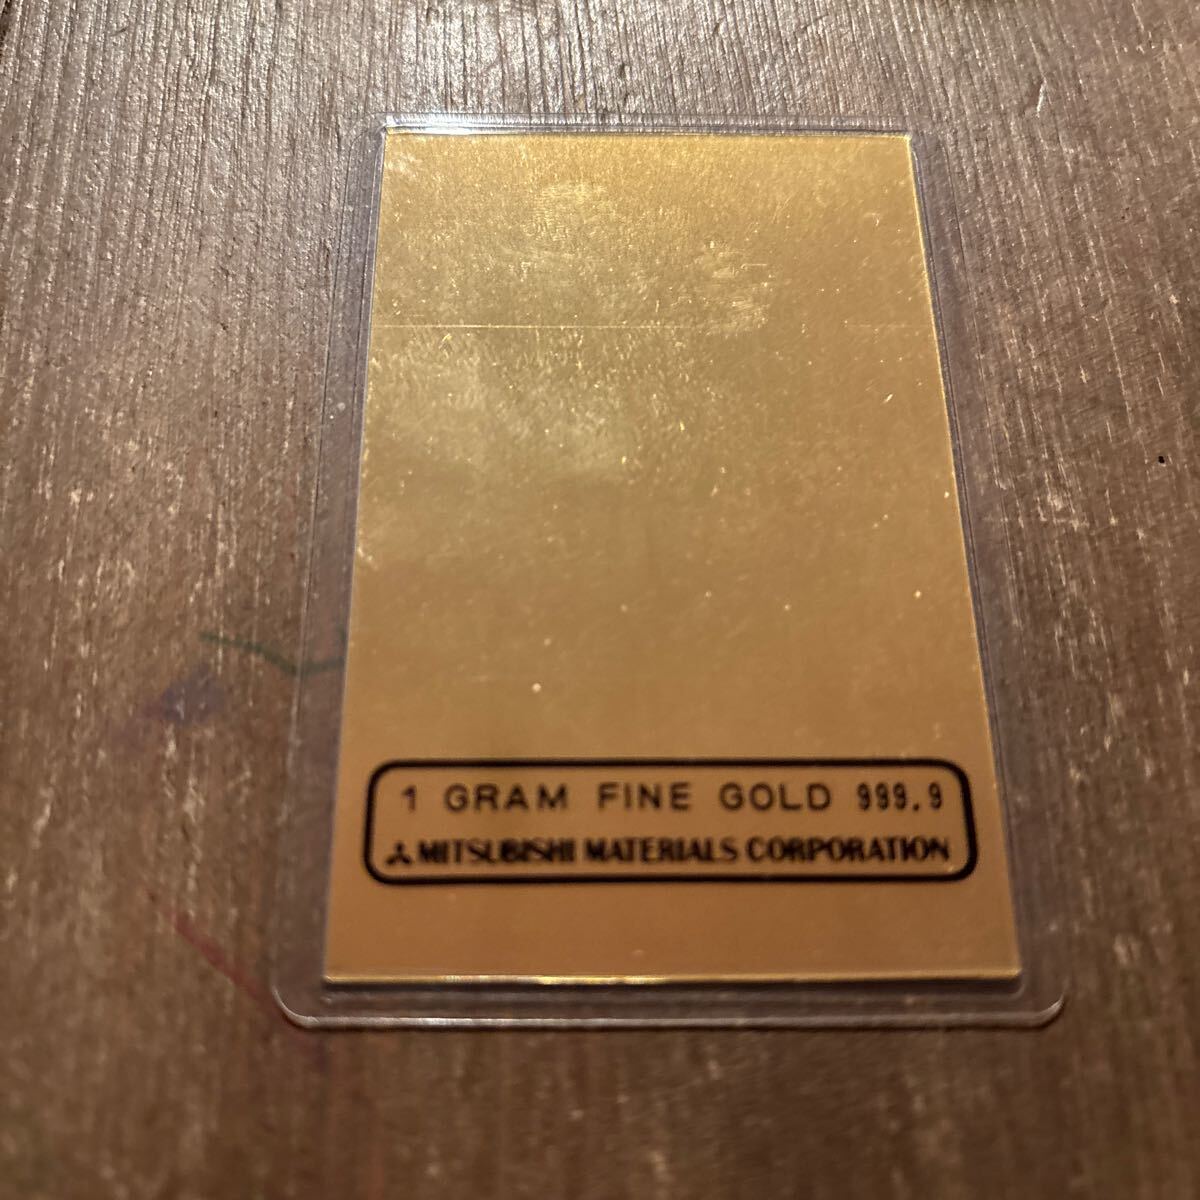 1 GRAM FINE GOLD 999.9
MITSUBISHI MATERIALS CORPORATION